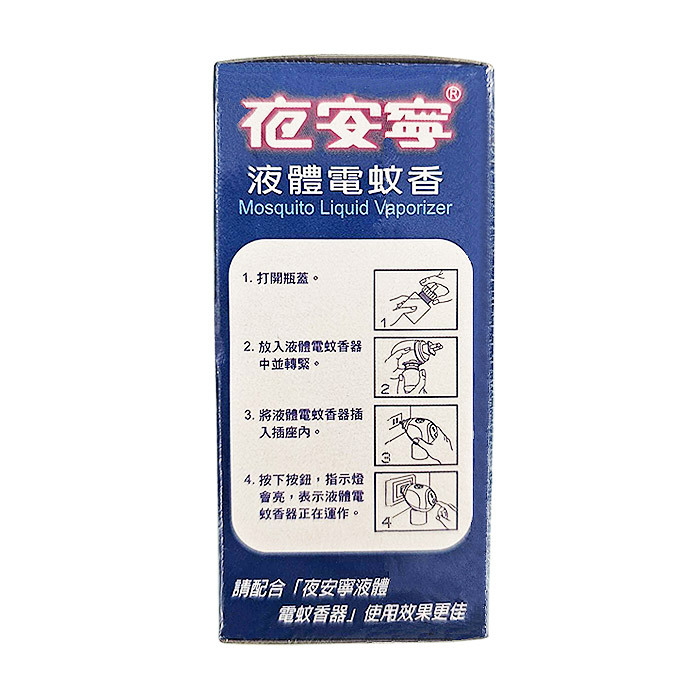 夜安寧®
液體電蚊香
Mosquito Liquid Vaporizer
1. 打開瓶蓋。
1
2. 放入液體電蚊香器
中並轉緊。
2
3. 將液體電蚊香器插
入插座內。
3
4. 按下按鈕，指示燈
會亮，表示液體電
蚊香器正在運作。
4
請配合「夜安寧液體
電蚊香器」使用效果更佳